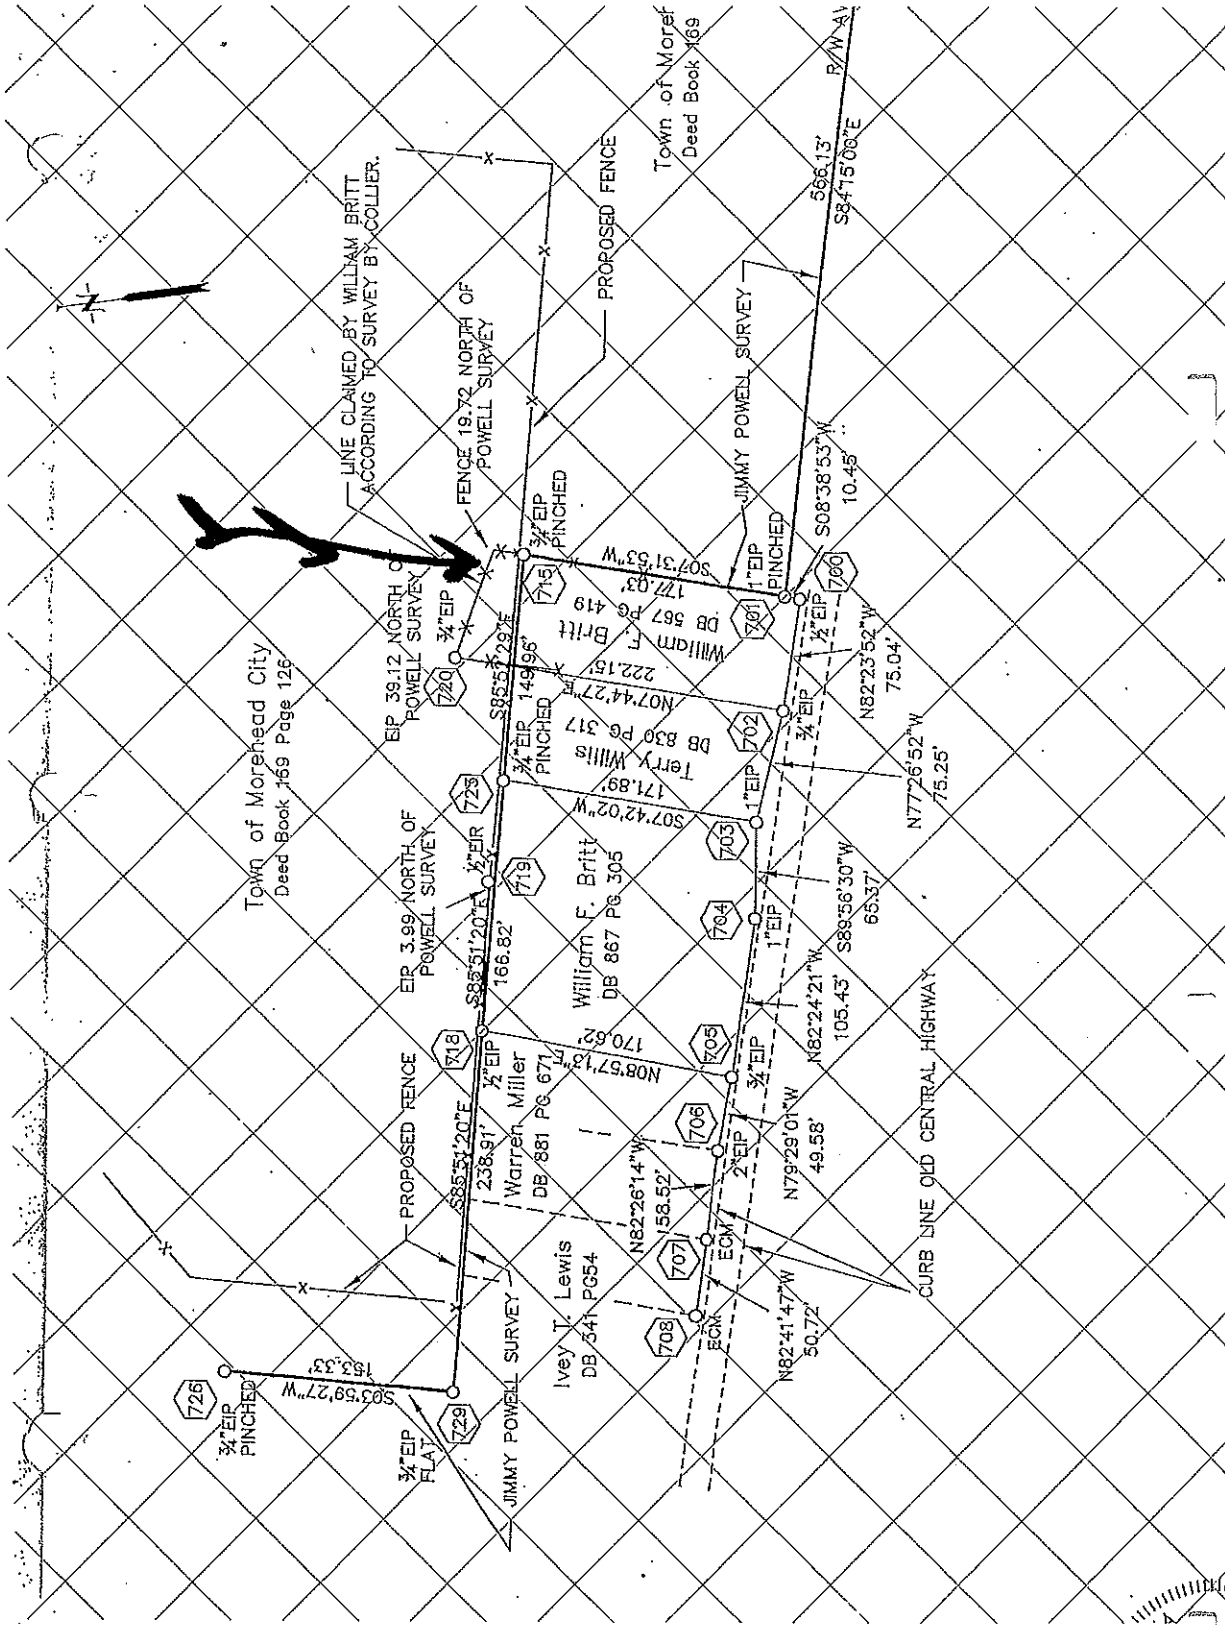 N
LINE CLAIMED BY WILLIAM BRITT
ACCORDING TO SURVEY BY COLLIER.
Town of Morehead City
Deed Book 169 Page 126
EIP 39.12 NORTH
POWELL SURVEY
FENCE 19.72 NORTH OF
POWELL SURVEY
EIP 3.99 NORTH OF
POWELL SURVEY
PROPOSED FENCE
PROPOSED FENCE
Town of Moreh
Deed Book 169
726
¾"EIP
PINCHED
S03°59'27"W
153.33'
¾"EIP
FLAT
729
JIMMY POWELL SURVEY
S85°51'20"E
238.91'
718
½"EIP
S85°51'20"E
166.82'
½"EIR
719
723
¾"EIP
PINCHED
S85°51'29"E
149.96'
720
¾"EIP
715
¾"EIP
PINCHED
Warren Miller
DB 881 PG 671
Ivey T. Lewis
DB 341 PG54
N08°57'13"E
170.62'
William F. Britt
DB 867 PG 305
S07°42'02"W
171.89'
Terry Willis
DB 830 PG 317
N07°44'27"E
222.15'
William F. Britt
DB 567 PG 419
S07°31'53"W
177.03'
JIMMY POWELL SURVEY
566.13'
S84°15'00"E
R/W AV
701
1"EIP
PINCHED
S08°38'53"W
10.45'
700
½"EIP
N82°23'52"W
75.04'
702
¾"EIP
N77°26'52"W
75.25'
703
1"EIP
S89°56'30"W
65.37'
704
1"EIP
N82°24'21"W
105.43'
705
¾"EIP
N79°29'01"W
49.58'
706
2"EIP
N82°26'14"W
58.52'
707
ECM
N82°41'47"W
50.72'
708
ECM
CURB LINE OLD CENTRAL HIGHWAY